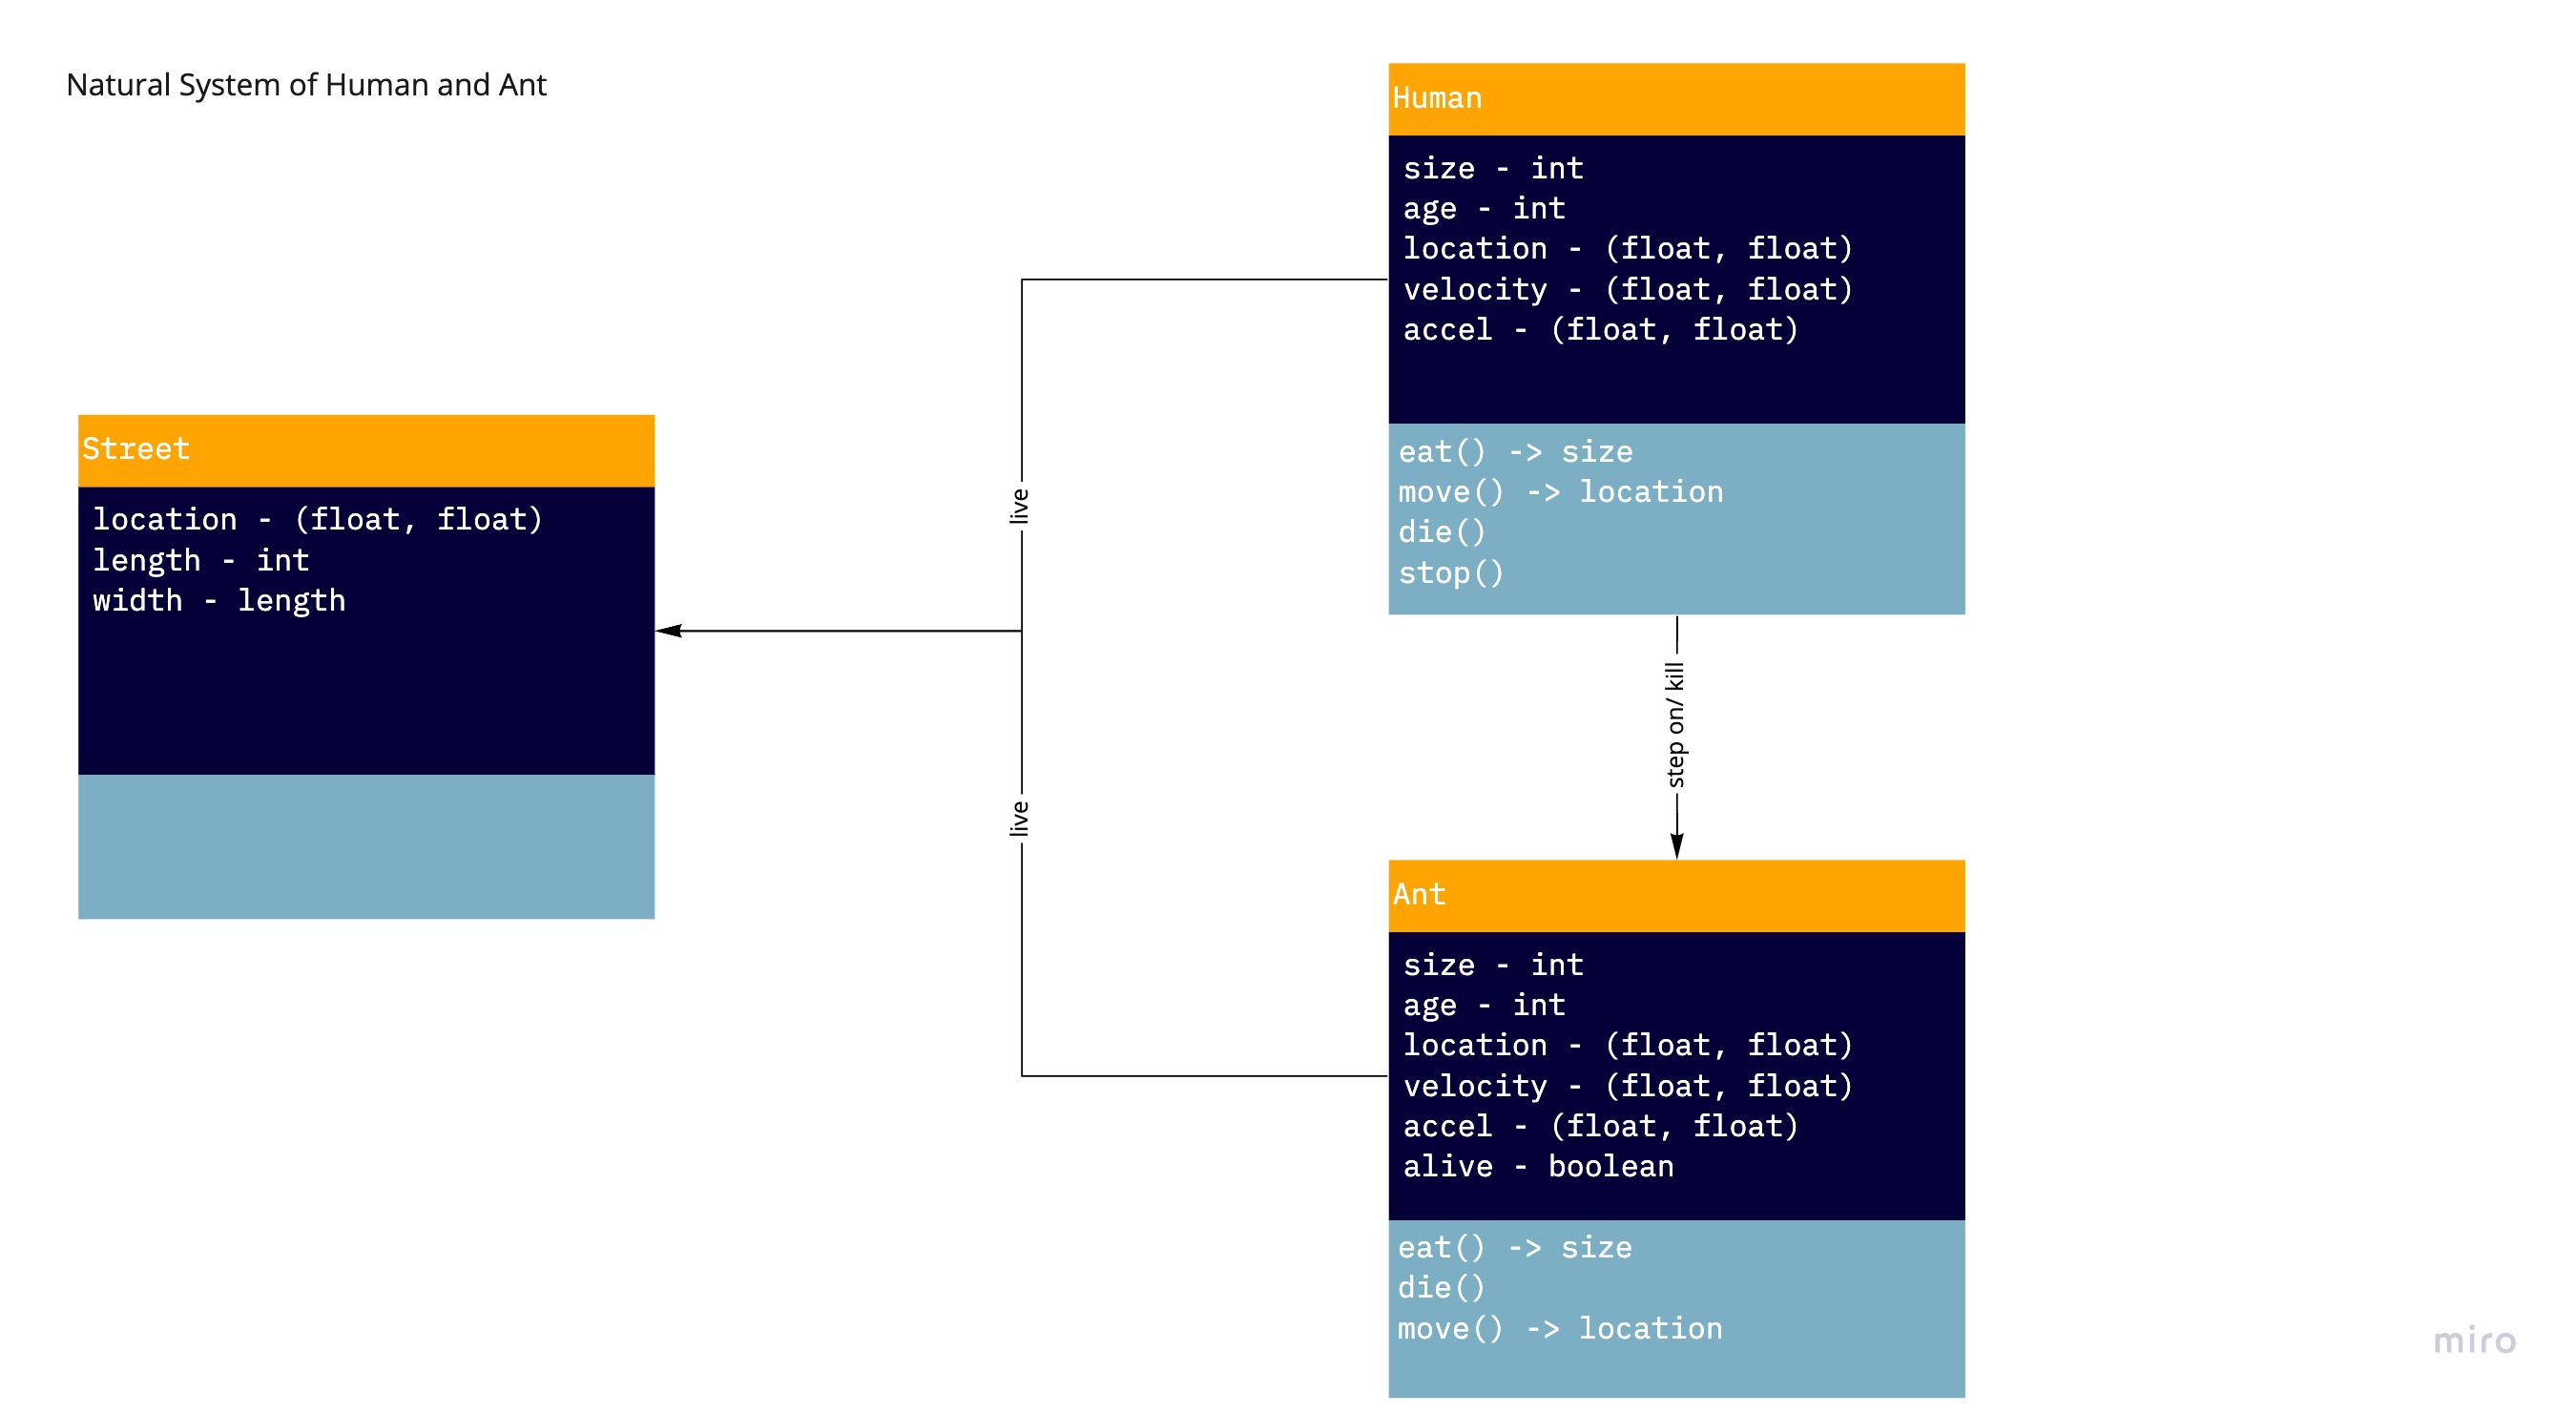 Natural System of Human and Ant
Human
size - int
age - int
location - (float, float)
velocity - (float, float)
accel - (float, float)
eat() -> size
move() -> location
die()
stop()
Street
location - (float, float)
length - int
width - length
live
live
step on/ kill
Ant
size - int
age - int
location - (float, float)
velocity - (float, float)
accel - (float, float)
alive - boolean
eat() -> size
die()
move() -> location
miro